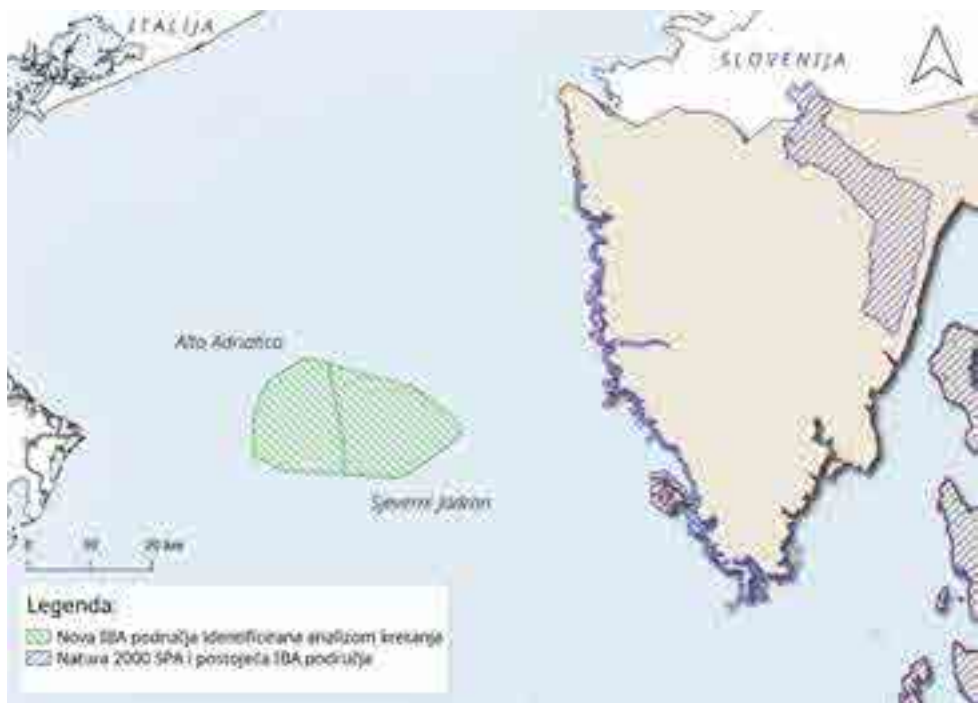 ITALIJA
SLOVENIJA
Alto Adriatico
Sjeverni Jadran
0 10 20 km
Legenda:
Nova IBA područja identificirana analizom kretanja
Natura 2000 SPA i postojeća IBA područja